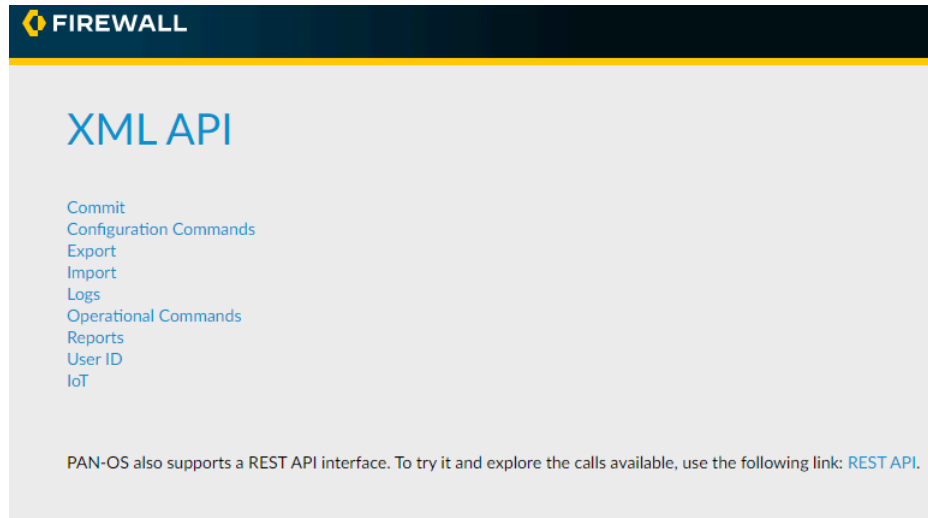 FIREWALL
XML API
Commit
Configuration Commands
Export
Import
Logs
Operational Commands
Reports
User ID
IoT
PAN-OS also supports a REST API interface. To try it and explore the calls available, use the following link: REST API.